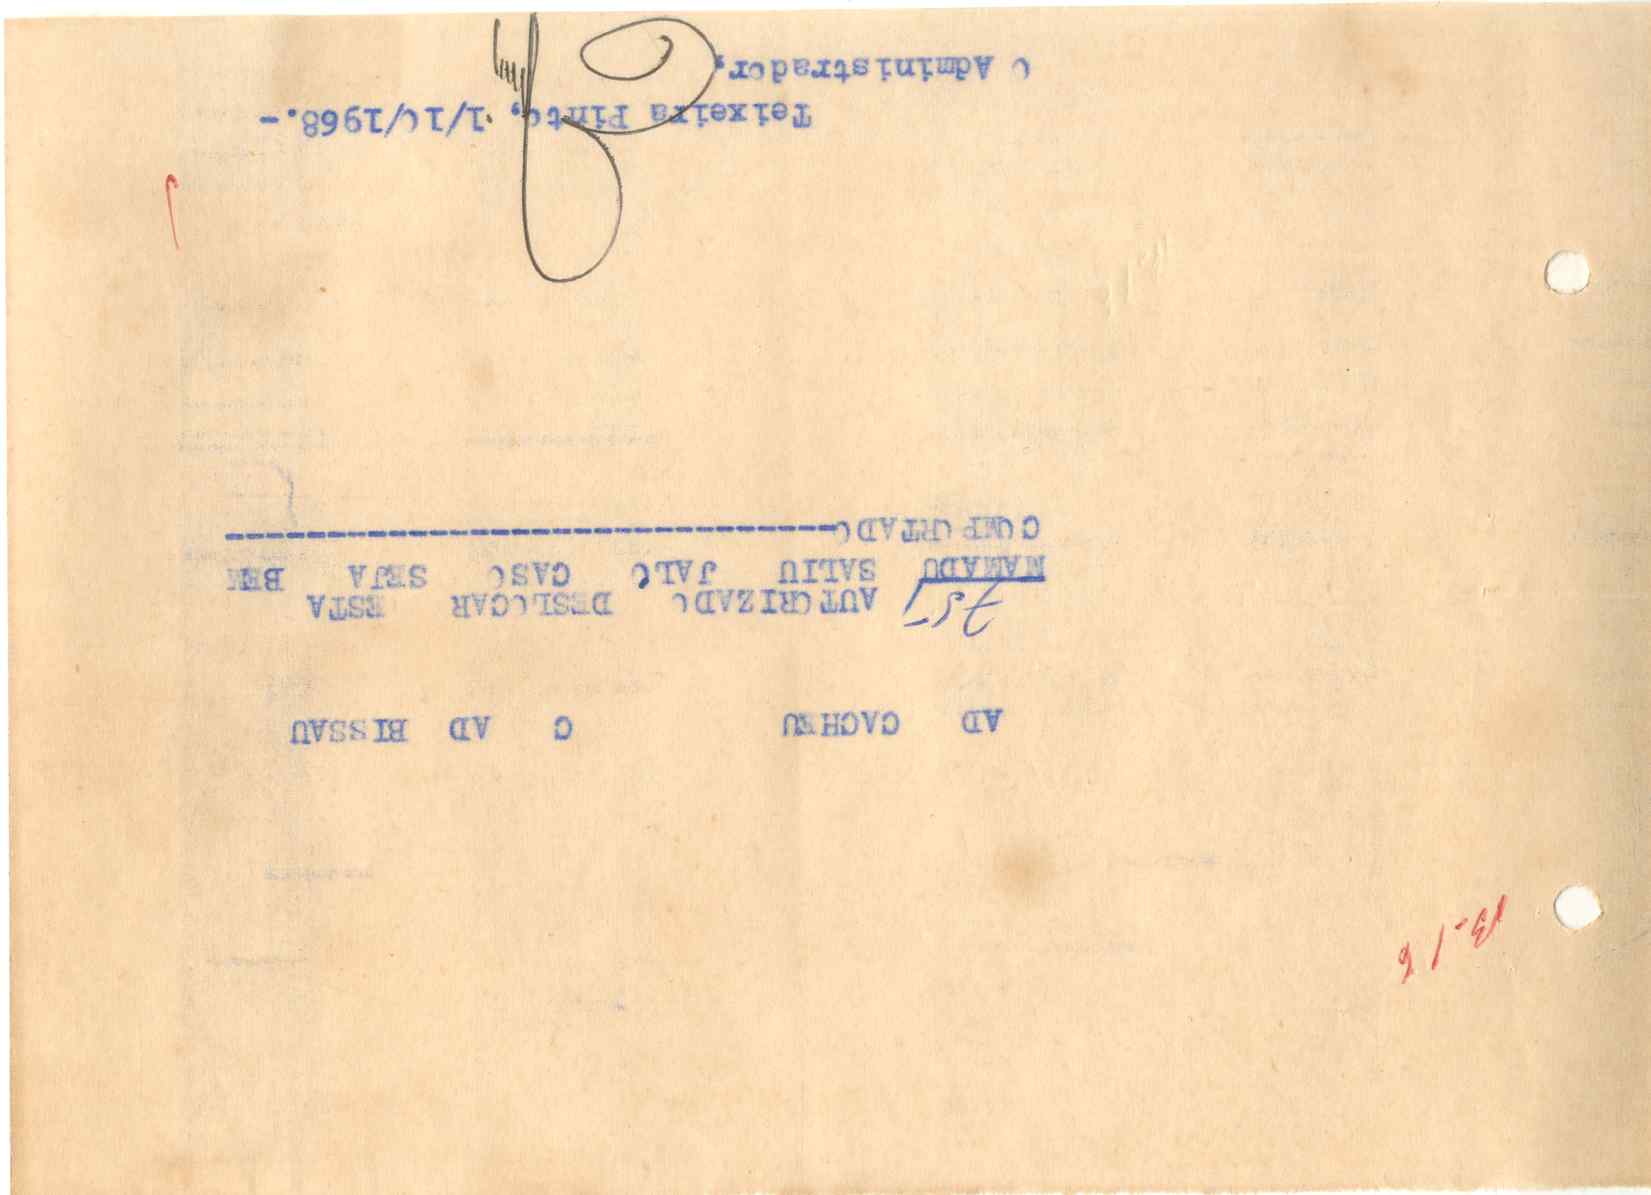 AD CACHEU C AD BISSAU
757 AUTORIZADO DESLOCAR ESTA
MAMADU SALIU JALO, CASO SEJA BEM
COMPORTADO------------------------------
Teixeira Pinto, 1/10/1968.-
O Administrador,